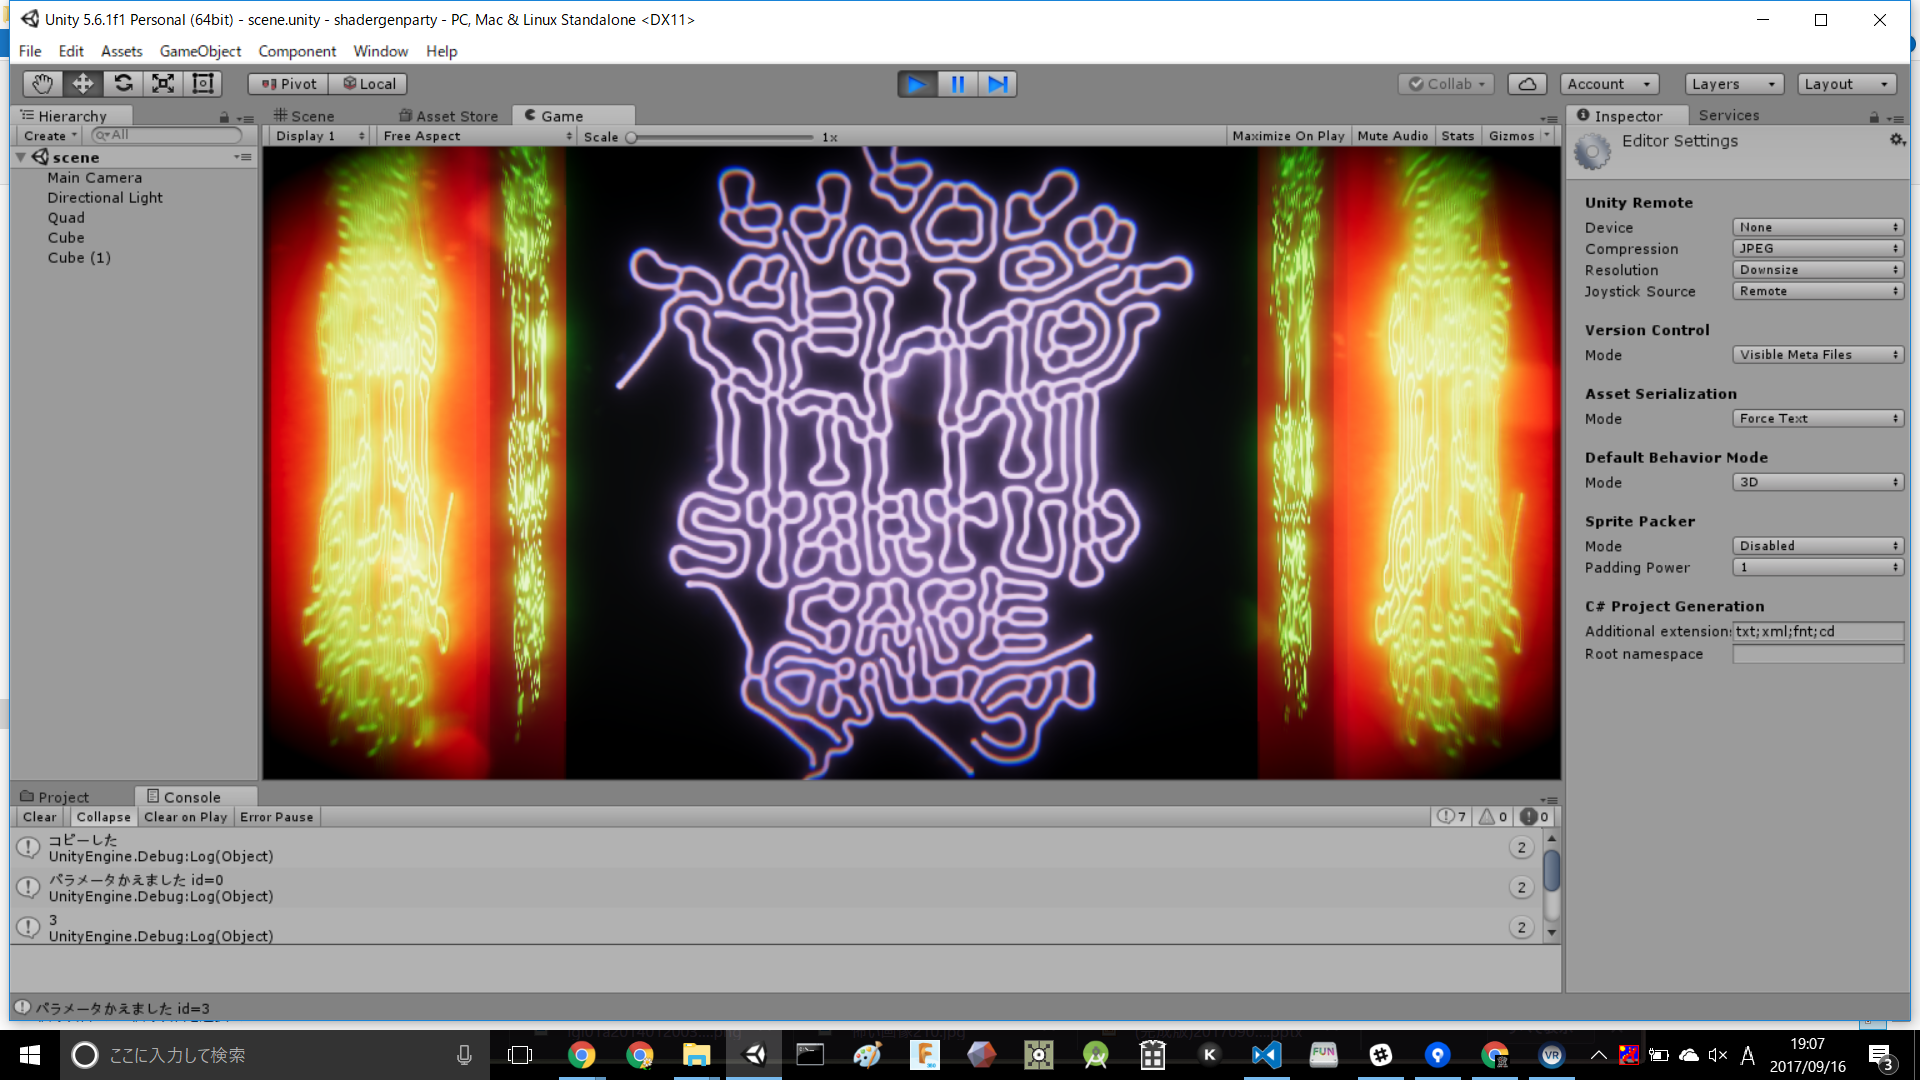 Unity 5.6.1f1 Personal (64bit) - scene.unity - shadergenparty - PC, Mac & Linux Standalone <DX11>
File Edit Assets GameObject Component Window Help
Pivot Local Collab Account Layers Layout
Hierarchy Scene Asset Store Game Inspector Services
Create All Display 1 Free Aspect Scale 1x Maximize On Play Mute Audio Stats Gizmos
Editor Settings
scene
Main Camera
Directional Light
Quad
Cube
Cube (1)
STARTUP
CAFE
Unity Remote
Device None
Compression JPEG
Resolution Downsize
Joystick Source Remote
Version Control
Mode Visible Meta Files
Asset Serialization
Mode Force Text
Default Behavior Mode
Mode 3D
Sprite Packer
Mode Disabled
Padding Power 1
C# Project Generation
Additional extension txt;xml;fnt;cd
Root namespace
Project Console
Clear Collapse Clear on Play Error Pause 7 0 0
コピーした
UnityEngine.Debug:Log(Object) 2
パラメータかえました id=0
UnityEngine.Debug:Log(Object) 2
3
UnityEngine.Debug:Log(Object) 2
パラメータかえました id=3
ここに入力して検索
F 360
K
FUN
VR
A
19:07
2017/09/16
3